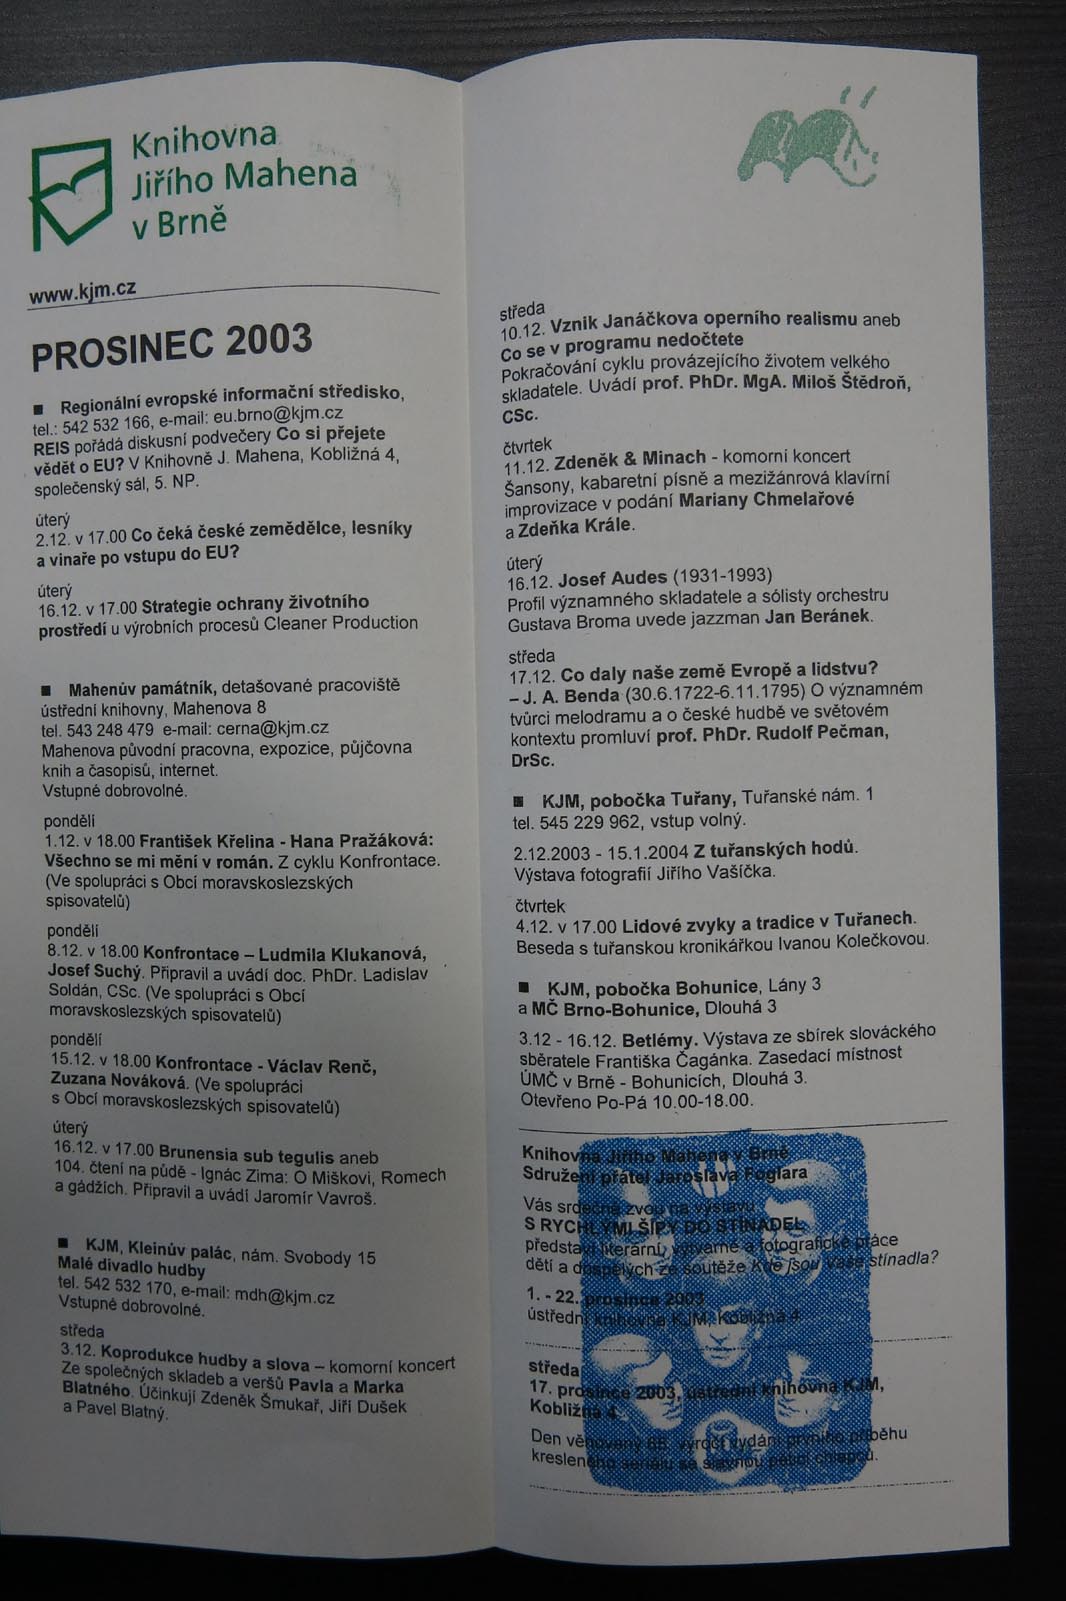 Knihovna
Jiřího Mahena
v Brně
www.kjm.cz
PROSINEC 2003
■ Regionální evropské informační středisko,
tel.: 542 532 166, e-mail: eu.brno@kjm.cz
REIS pořádá diskusní podvečery Co si přejete
vědět o EU? V Knihovně J. Mahena, Kobližná 4,
společenský sál, 5. NP.
úterý
2.12. v 17.00 Co čeká české zemědělce, lesníky
a vinaře po vstupu do EU?
úterý
16.12. v 17.00 Strategie ochrany životního
prostředí u výrobních procesů Cleaner Production
■ Mahenův památník, detašované pracoviště
ústřední knihovny, Mahenova 8
tel. 543 248 479 e-mail: cerna@kjm.cz
Mahenova původní pracovna, expozice, půjčovna
knih a časopisů, internet.
Vstupné dobrovolné.
pondělí
1.12. v 18.00 František Křelina - Hana Pražáková:
Všechno se mi mění v román. Z cyklu Konfrontace.
(Ve spolupráci s Obcí moravskoslezských
spisovatelů)
pondělí
8.12. v 18.00 Konfrontace – Ludmila Klukanová,
Josef Suchý. Připravil a uvádí doc. PhDr. Ladislav
Soldán, CSc. (Ve spolupráci s Obcí
moravskoslezských spisovatelů)
pondělí
15.12. v 18.00 Konfrontace - Václav Renč,
Zuzana Nováková. (Ve spolupráci
s Obcí moravskoslezských spisovatelů)
úterý
16.12. v 17.00 Brunensia sub tegulis aneb
104. čtení na půdě - Ignác Zima: O Miškovi, Romech
a gádžích. Připravil a uvádí Jaromír Vavroš.
■ KJM, Kleinův palác, nám. Svobody 15
Malé divadlo hudby
tel. 542 532 170, e-mail: mdh@kjm.cz
Vstupné dobrovolné.
středa
3.12. Koprodukce hudby a slova – komorní koncert
Ze společných skladeb a veršů Pavla a Marka
Blatného. Účinkují Zdeněk Šmukař, Jiří Dušek
a Pavel Blatný.
středa
10.12. Vznik Janáčkova operního realismu aneb
Co se v programu nedočtete
Pokračování cyklu provázejícího životem velkého
skladatele. Uvádí prof. PhDr. MgA. Miloš Štědroň,
CSc.
čtvrtek
11.12. Zdeněk & Minach - komorní koncert
Šansony, kabaretní písně a mezižánrová klavírní
improvizace v podání Mariany Chmelařové
a Zdeňka Krále.
úterý
16.12. Josef Audes (1931-1993)
Profil významného skladatele a sólisty orchestru
Gustava Broma uvede jazzman Jan Beránek.
středa
17.12. Co daly naše země Evropě a lidstvu?
– J. A. Benda (30.6.1722-6.11.1795) O významném
tvůrci melodramu a o české hudbě ve světovém
kontextu promluví prof. PhDr. Rudolf Pečman,
DrSc.
■ KJM, pobočka Tuřany, Tuřanské nám. 1
tel. 545 229 962, vstup volný.
2.12.2003 - 15.1.2004 Z tuřanských hodů.
Výstava fotografií Jiřího Vašíčka.
čtvrtek
4.12. v 17.00 Lidové zvyky a tradice v Tuřanech.
Beseda s tuřanskou kronikářkou Ivanou Kolečkovou.
■ KJM, pobočka Bohunice, Lány 3
a MČ Brno-Bohunice, Dlouhá 3
3.12 - 16.12. Betlémy. Výstava ze sbírek slováckého
sběratele Františka Čagánka. Zasedací místnost
ÚMČ v Brně - Bohunicích, Dlouhá 3.
Otevřeno Po-Pá 10.00-18.00.
Knihovna Jiřího Mahena v Brně
Sdružení přátel Jaroslava Foglara
Vás srdečně zvou na výstavu
S RYCHLÝMI ŠÍPY DO STÍNADEL
představí literární, výtvarné a fotografické práce
dětí a dospělých ze soutěže Kde jsou Vaše stínadla?
1. - 22. prosince 2003
ústřední knihovna KJM, Kobližná 4
středa
17. prosince 2003, ústřední knihovna KJM,
Kobližná 4
Den věnovaný 65. výročí vydání prvního příběhu
kresleného seriálu se slavnou pěticí chlapců.